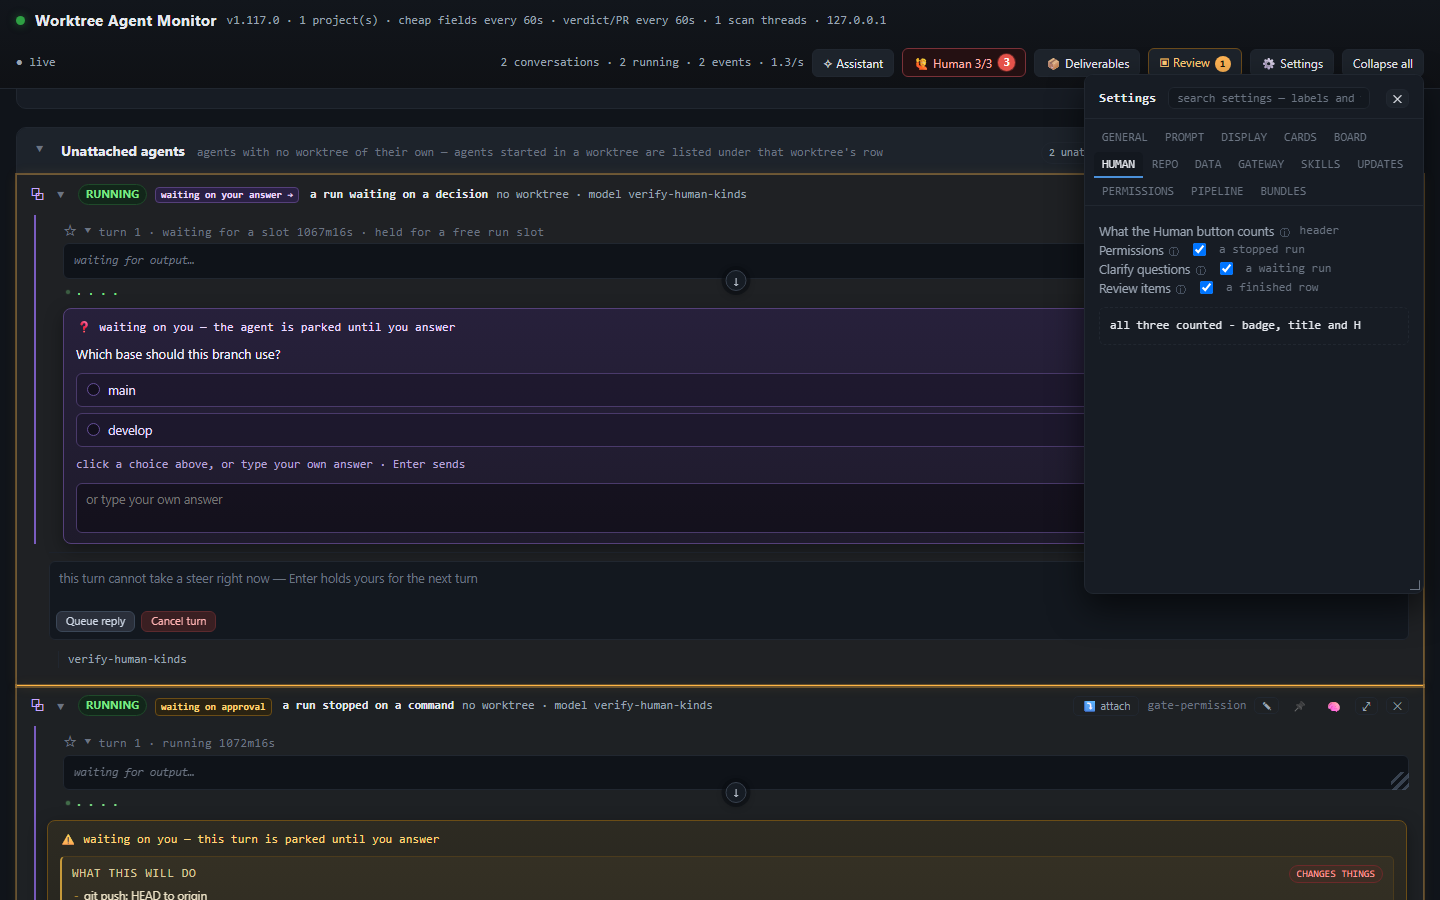 Worktree Agent Monitor v1.117.0 · 1 project(s) · cheap fields every 60s · verdict/PR every 60s · 1 scan threads · 127.0.0.1
live 2 conversations · 2 running · 2 events · 1.3/s Assistant Human 3/3 3 Deliverables Review 1 Settings Collapse all
Settings search settings — labels and
GENERAL PROMPT DISPLAY CARDS BOARD
HUMAN REPO DATA GATEWAY SKILLS UPDATES
PERMISSIONS PIPELINE BUNDLES
What the Human button counts header
Permissions a stopped run
Clarify questions a waiting run
Review items a finished row
all three counted - badge, title and H
Unattached agents agents with no worktree of their own — agents started in a worktree are listed under that worktree's row 2 unat
RUNNING waiting on your answer → a run waiting on a decision no worktree · model verify-human-kinds
turn 1 · waiting for a slot 1067m16s · held for a free run slot
waiting for output…
waiting on you — the agent is parked until you answer
Which base should this branch use?
main
develop
click a choice above, or type your own answer · Enter sends
or type your own answer
this turn cannot take a steer right now — Enter holds yours for the next turn
Queue reply Cancel turn
verify-human-kinds
RUNNING waiting on approval a run stopped on a command no worktree · model verify-human-kinds attach gate-permission
turn 1 · running 1072m16s
waiting for output…
waiting on you — this turn is parked until you answer
WHAT THIS WILL DO CHANGES THINGS
- git push: HEAD to origin